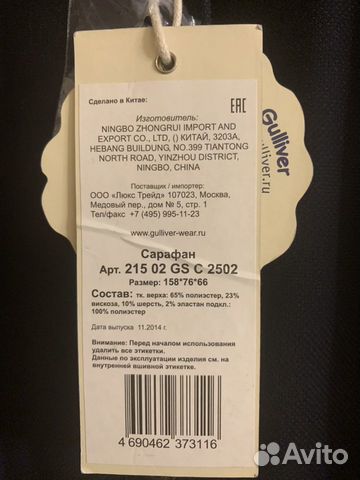 Сделано в Китае:
EAC
Изготовитель:
NINGBO ZHONGRUI IMPORT AND
EXPORT CO., LTD, () КИТАЙ, 3203A,
HEBANG BUILDUNG, NO.399 TIANTONG
NORTH ROAD, YINZHOU DISTRICT,
NINGBO, CHINA
Поставщик / импортер:
ООО «Люкс Трейд» 107023, Москва,
Медовый пер., дом № 5, стр. 1
Тел/факс +7 (495) 995-11-23
www.gulliver-wear.ru
Сарафан
Арт. 215 02 GS C 2502
Размер: 158*76*66
Состав: тк. верха: 65% полиэстер, 23%
вискоза, 10% шерсть, 2% эластан подкл.:
100% полиэстер
Дата выпуска 11.2014 г.
Внимание: Перед началом использования
удалить все этикетки.
Данные по эксплуатации изделия см. на
внутренней вшивной этикетке.
4 690462 373116
Gulliver
lliver.ru
Avito